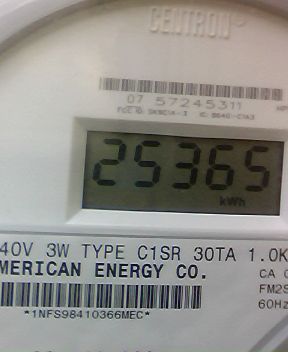 CENTRON
07 57245311
25365
kWh
40V 3W TYPE C1SR 30TA 1.0K
MERICAN ENERGY CO.
CA
FM2S
60Hz
*1NFS98410366MEC*